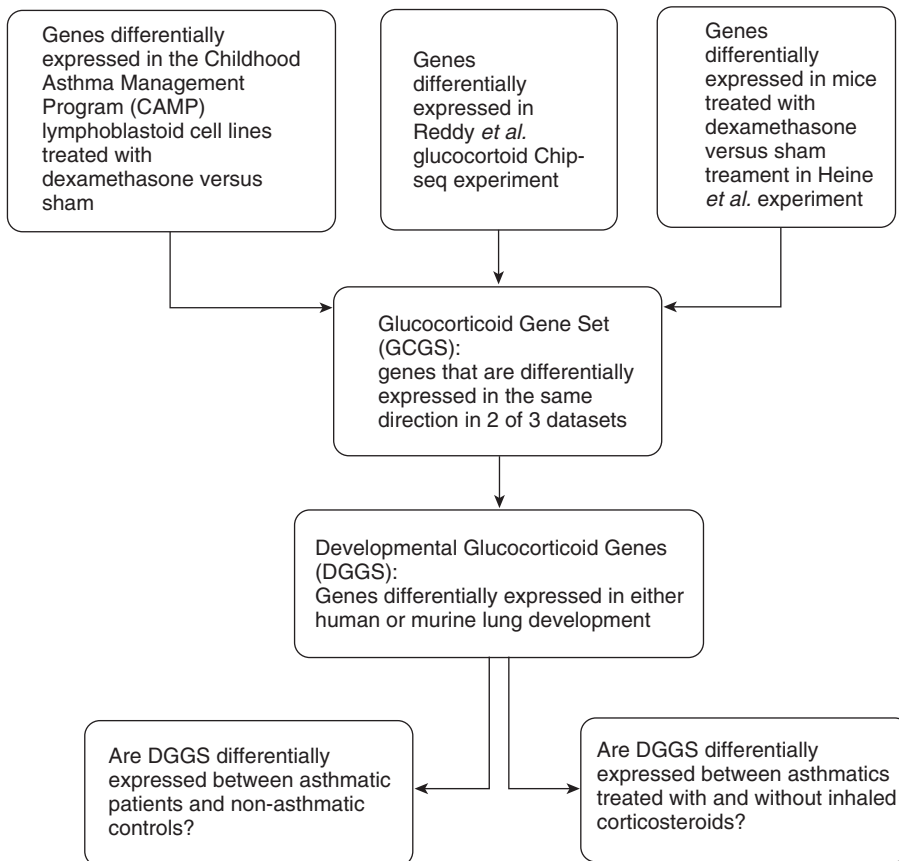 Genes differentially
expressed in the Childhood
Asthma Management
Program (CAMP)
lymphoblastoid cell lines
treated with
dexamethasone versus
sham
Genes
differentially
expressed in
Reddy et al.
glucocortoid Chip-
seq experiment
Genes
differentially
expressed in mice
treated with
dexamethasone
versus sham
treament in Heine
et al. experiment
Glucocorticoid Gene Set
(GCGS):
genes that are differentially
expressed in the same
direction in 2 of 3 datasets
Developmental Glucocorticoid Genes
(DGGS):
Genes differentially expressed in either
human or murine lung development
Are DGGS differentially
expressed between asthmatic
patients and non-asthmatic
controls?
Are DGGS differentially
expressed between asthmatics
treated with and without inhaled
corticosteroids?